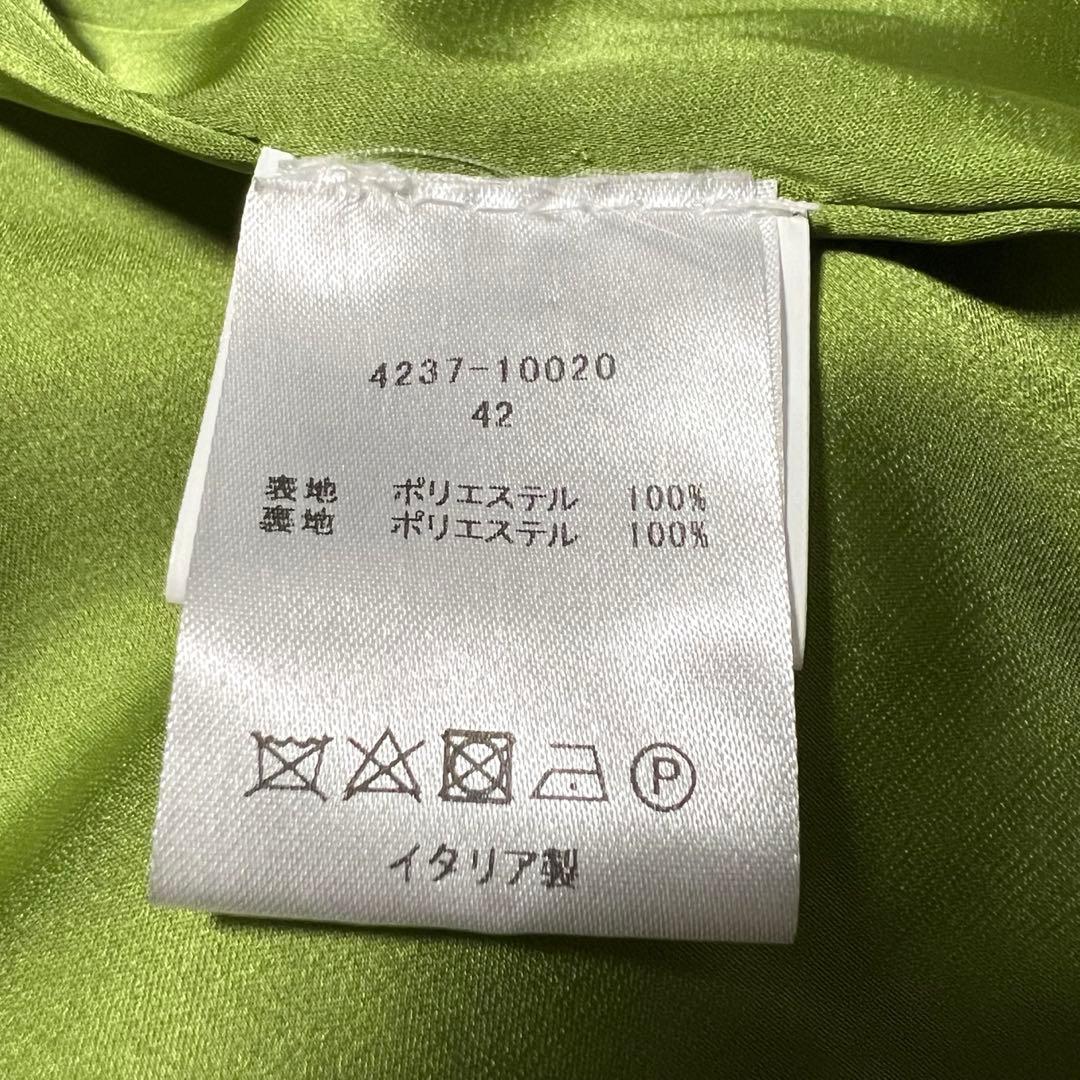 4237-10020
42
表地 ポリエステル 100%
裏地 ポリエステル 100%
P
イタリア製